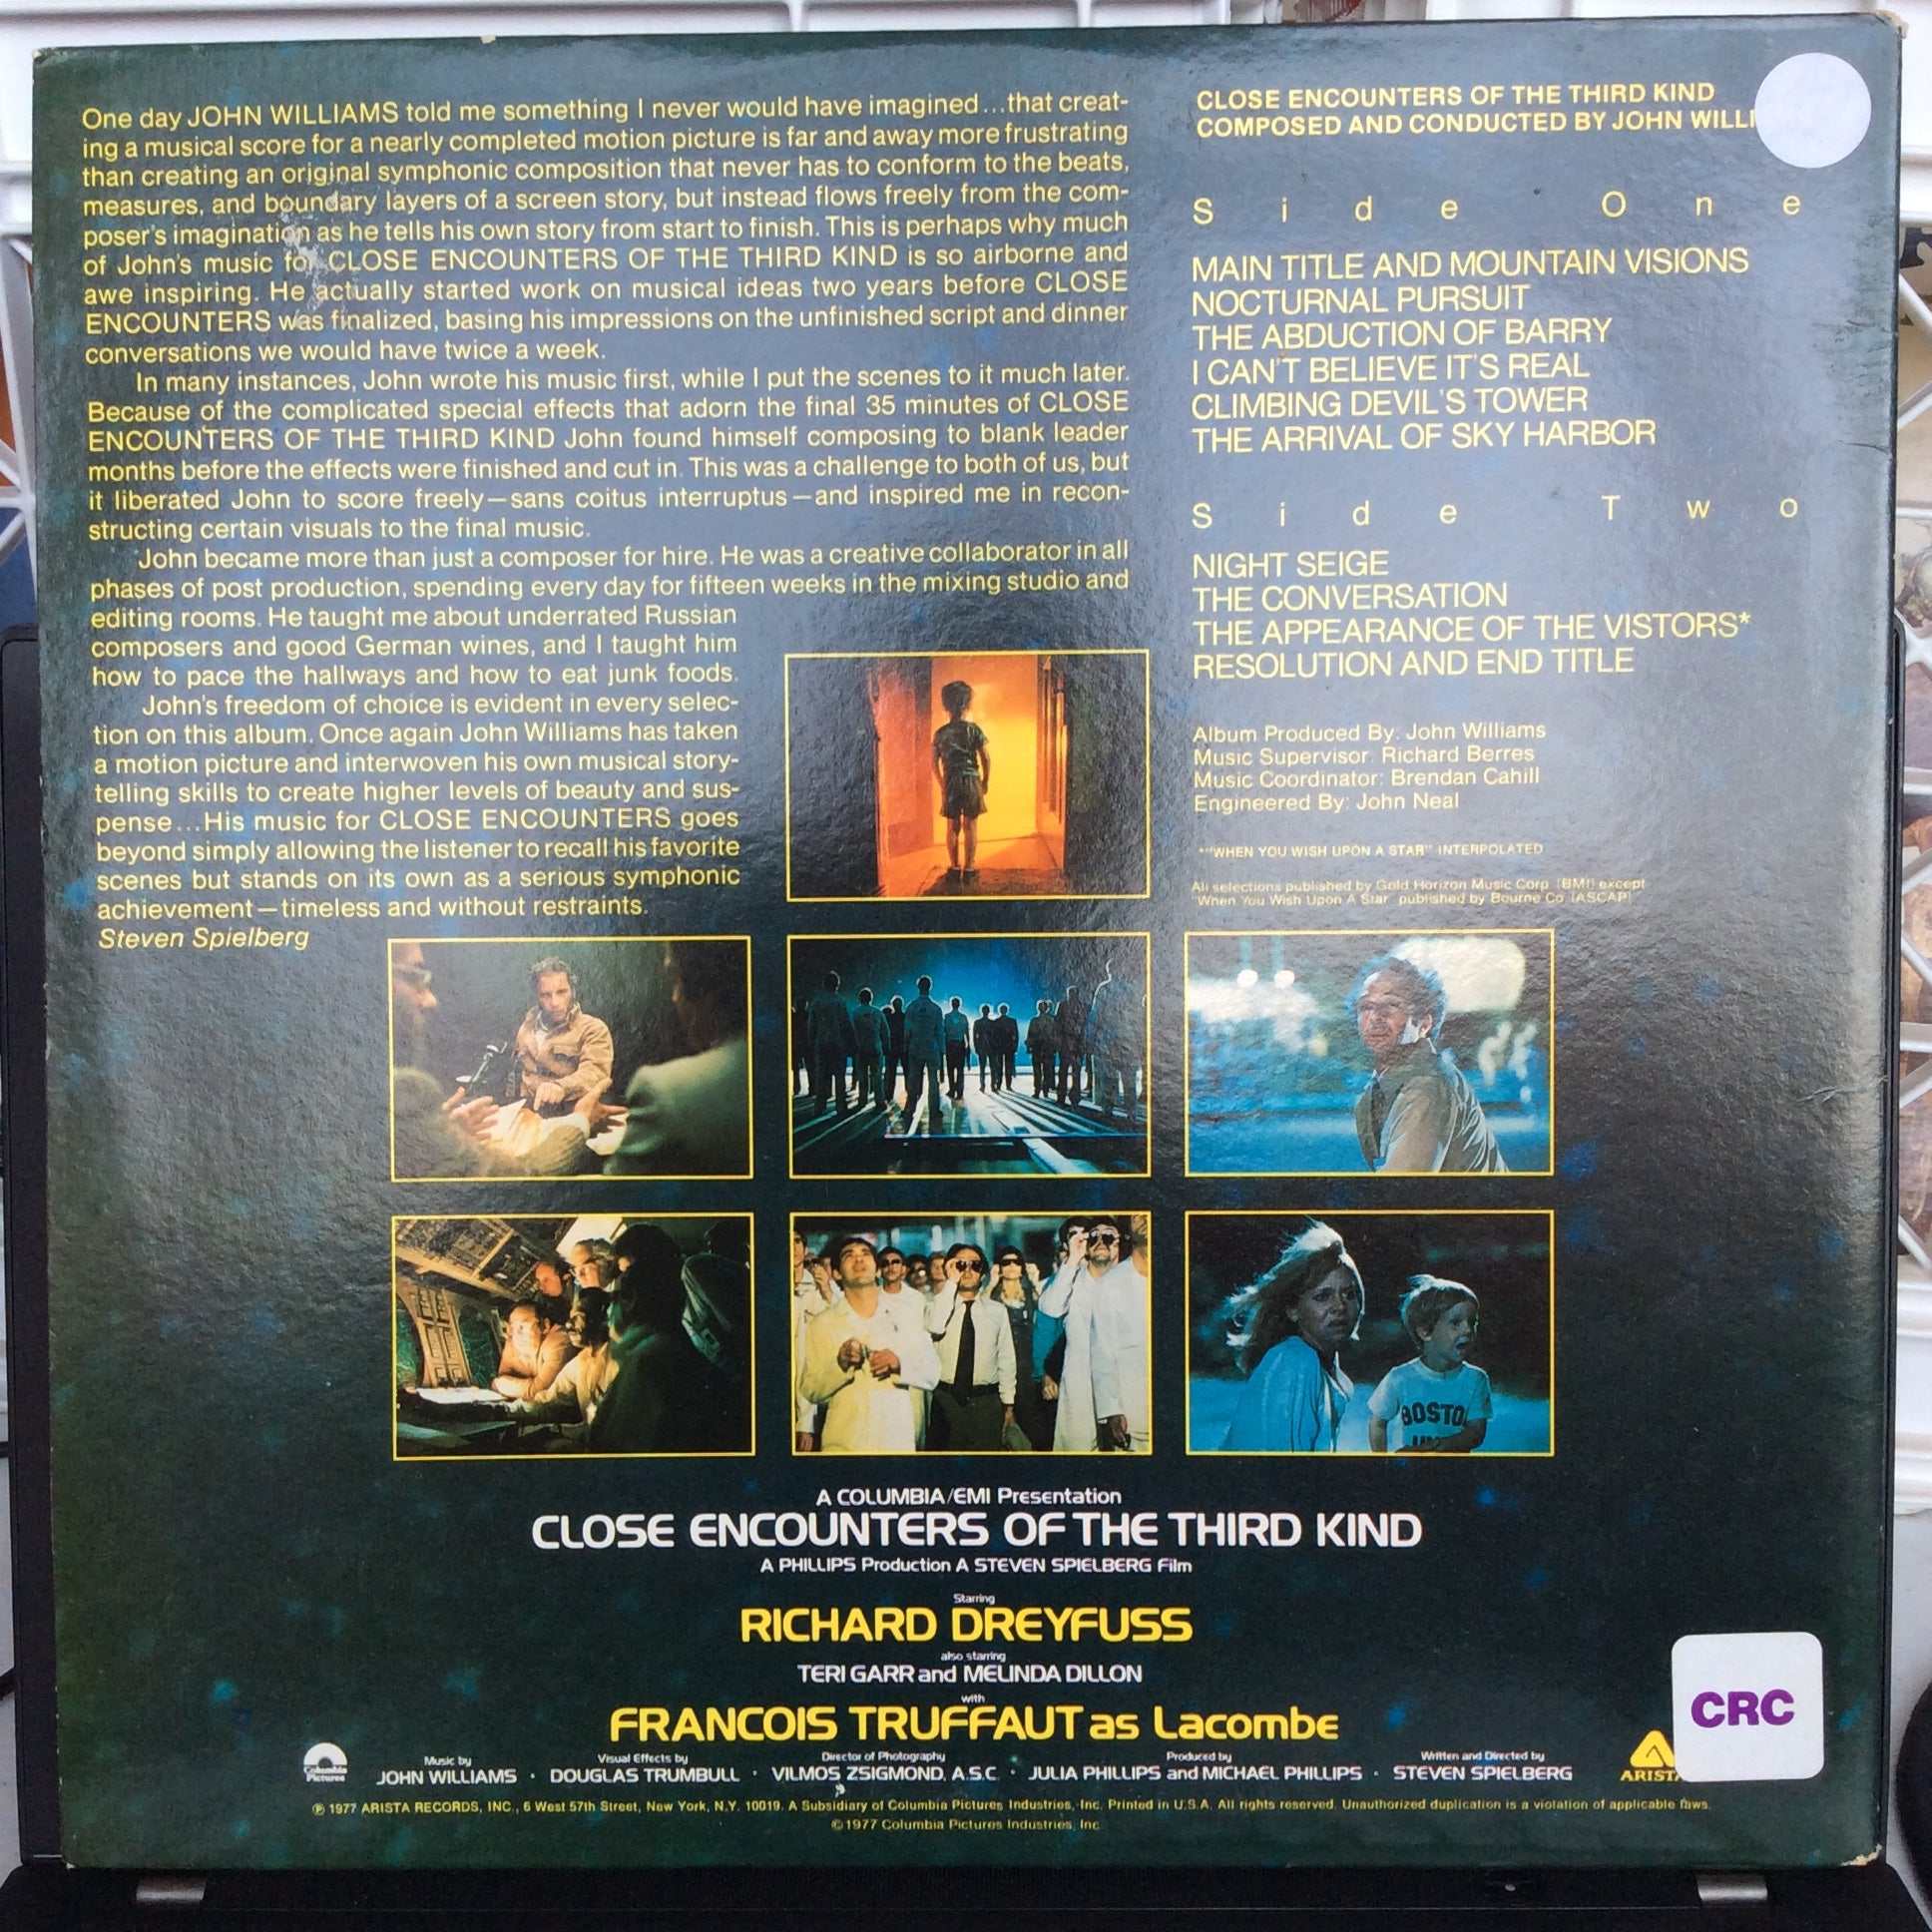 One day JOHN WILLIAMS told me something I never would have imagined...that creat-
ing a musical score for a nearly completed motion picture is far and away more frustrating
than creating an original symphonic composition that never has to conform to the beats,
measures, and boundary layers of a screen story, but instead flows freely from the com-
poser's imagination as he tells his own story from start to finish. This is perhaps why much
of John's music for CLOSE ENCOUNTERS OF THE THIRD KIND is so airborne and
awe inspiring. He actually started work on musical ideas two years before CLOSE
ENCOUNTERS was finalized, basing his impressions on the unfinished script and dinner
conversations we would have twice a week.
In many instances, John wrote his music first, while I put the scenes to it much later.
Because of the complicated special effects that adorn the final 35 minutes of CLOSE
ENCOUNTERS OF THE THIRD KIND John found himself composing to blank leader
months before the effects were finished and cut in. This was a challenge to both of us, but
it liberated John to score freely—sans coitus interruptus—and inspired me in recon-
structing certain visuals to the final music.
John became more than just a composer for hire. He was a creative collaborator in all
phases of post production, spending every day for fifteen weeks in the mixing studio and
editing rooms. He taught me about underrated Russian
composers and good German wines, and I taught him
how to pace the hallways and how to eat junk foods.
John's freedom of choice is evident in every selec-
tion on this album. Once again John Williams has taken
a motion picture and interwoven his own musical story-
telling skills to create higher levels of beauty and sus-
pense...His music for CLOSE ENCOUNTERS goes
beyond simply allowing the listener to recall his favorite
scenes but stands on its own as a serious symphonic
achievement—timeless and without restraints.
Steven Spielberg
CLOSE ENCOUNTERS OF THE THIRD KIND
COMPOSED AND CONDUCTED BY JOHN WILLI
Side One
MAIN TITLE AND MOUNTAIN VISIONS
NOCTURNAL PURSUIT
THE ABDUCTION OF BARRY
I CAN'T BELIEVE IT'S REAL
CLIMBING DEVIL'S TOWER
THE ARRIVAL OF SKY HARBOR
Side Two
NIGHT SEIGE
THE CONVERSATION
THE APPEARANCE OF THE VISTORS*
RESOLUTION AND END TITLE
Album Produced By: John Williams
Music Supervisor: Richard Berres
Music Coordinator: Brendan Cahill
Engineered By: John Neal
*"WHEN YOU WISH UPON A STAR" INTERPOLATED
All selections published by Gold Horizon Music Corp. (BMI) except
"When You Wish Upon A Star" published by Bourne Co. (ASCAP)
BOSTO
A COLUMBIA/EMI Presentation
CLOSE ENCOUNTERS OF THE THIRD KIND
A PHILLIPS Production A STEVEN SPIELBERG Film
Starring
RICHARD DREYFUSS
also starring
TERI GARR and MELINDA DILLON
with
FRANCOIS TRUFFAUT as Lacombe
Columbia
Pictures
Music by
JOHN WILLIAMS ·
Visual Effects by
DOUGLAS TRUMBULL ·
Director of Photography
VILMOS ZSIGMOND, A.S.C. ·
Produced by
JULIA PHILLIPS and MICHAEL PHILLIPS ·
Written and Directed by
STEVEN SPIELBERG
ARISTA
CRC
℗ 1977 ARISTA RECORDS, INC., 6 West 57th Street, New York, N.Y. 10019. A Subsidiary of Columbia Pictures Industries, Inc. Printed in U.S.A. All rights reserved. Unauthorized duplication is a violation of applicable laws.
© 1977 Columbia Pictures Industries, Inc.